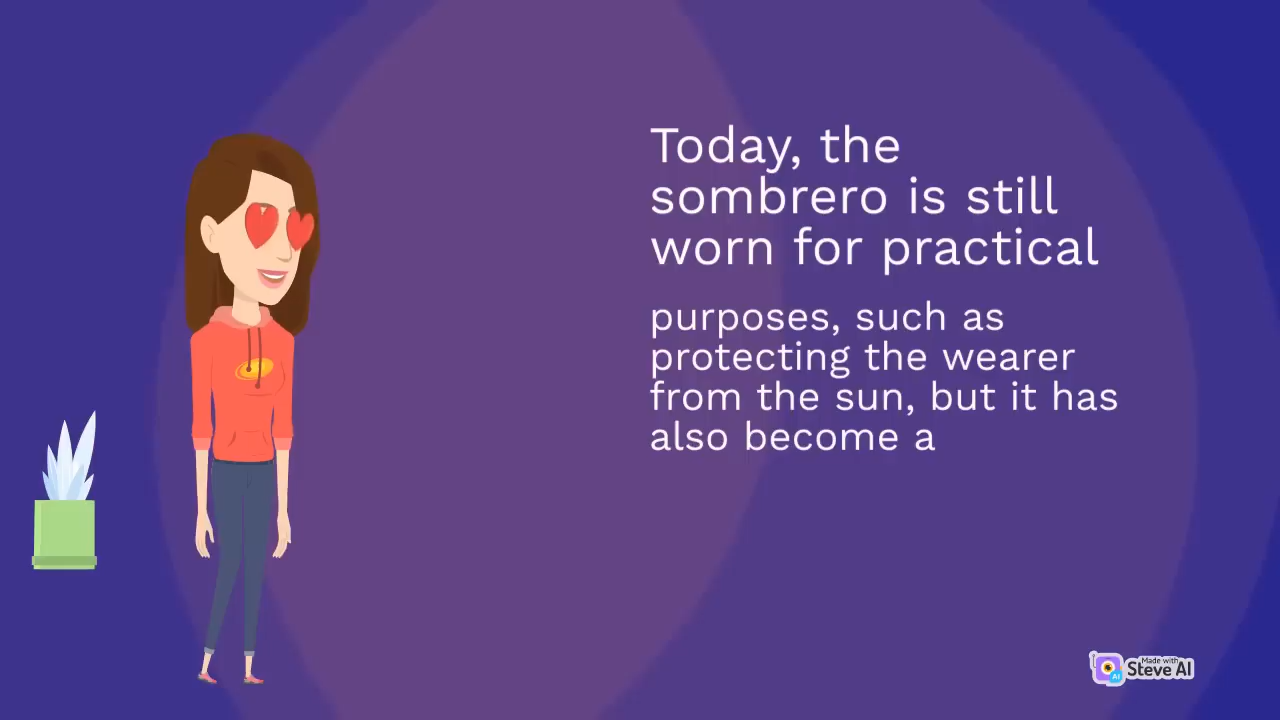 Today, the
sombrero is still
worn for practical
purposes, such as
protecting the wearer
from the sun, but it has
also become a
Made with
Steve AI
AI